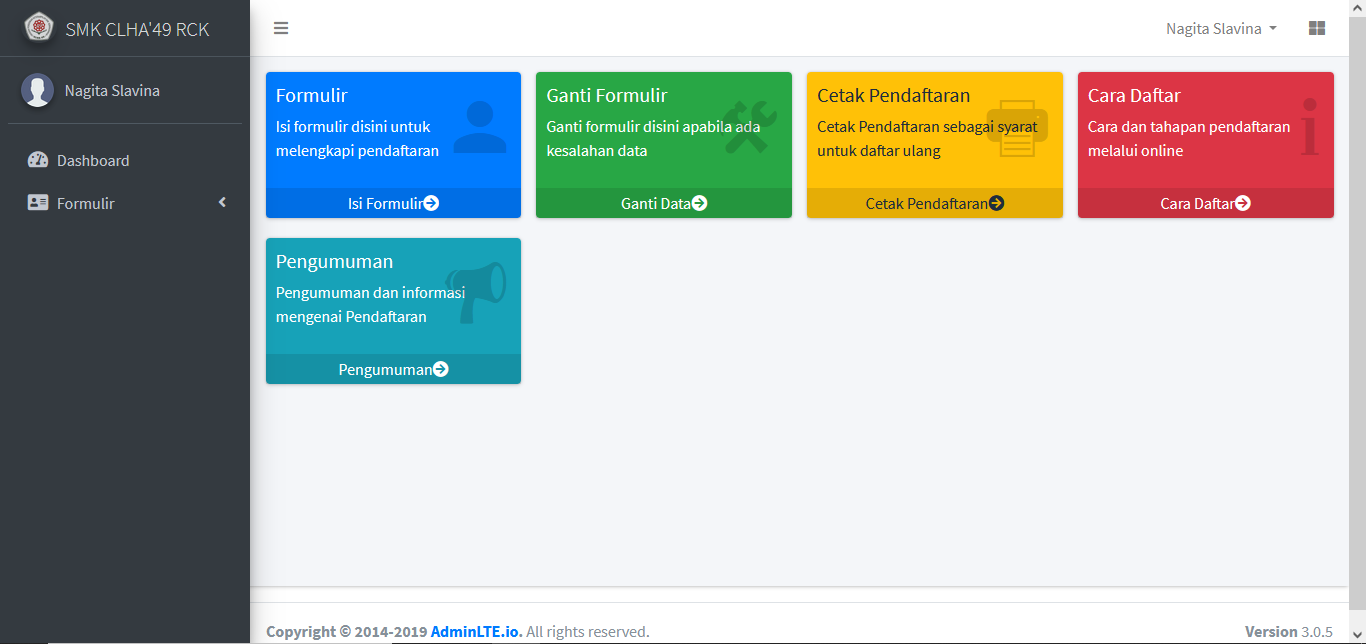 SMK CLHA'49 RCK
Nagita Slavina
Nagita Slavina
Dashboard
Formulir
Formulir
Isi formulir disini untuk
melengkapi pendaftaran
Isi Formulir
Ganti Formulir
Ganti formulir disini apabila ada
kesalahan data
Ganti Data
Cetak Pendaftaran
Cetak Pendaftaran sebagai syarat
untuk daftar ulang
Cetak Pendaftaran
Cara Daftar
Cara dan tahapan pendaftaran
melalui online
Cara Daftar
Pengumuman
Pengumuman dan informasi
mengenai Pendaftaran
Pengumuman
Copyright © 2014-2019 AdminLTE.io. All rights reserved.
Version 3.0.5